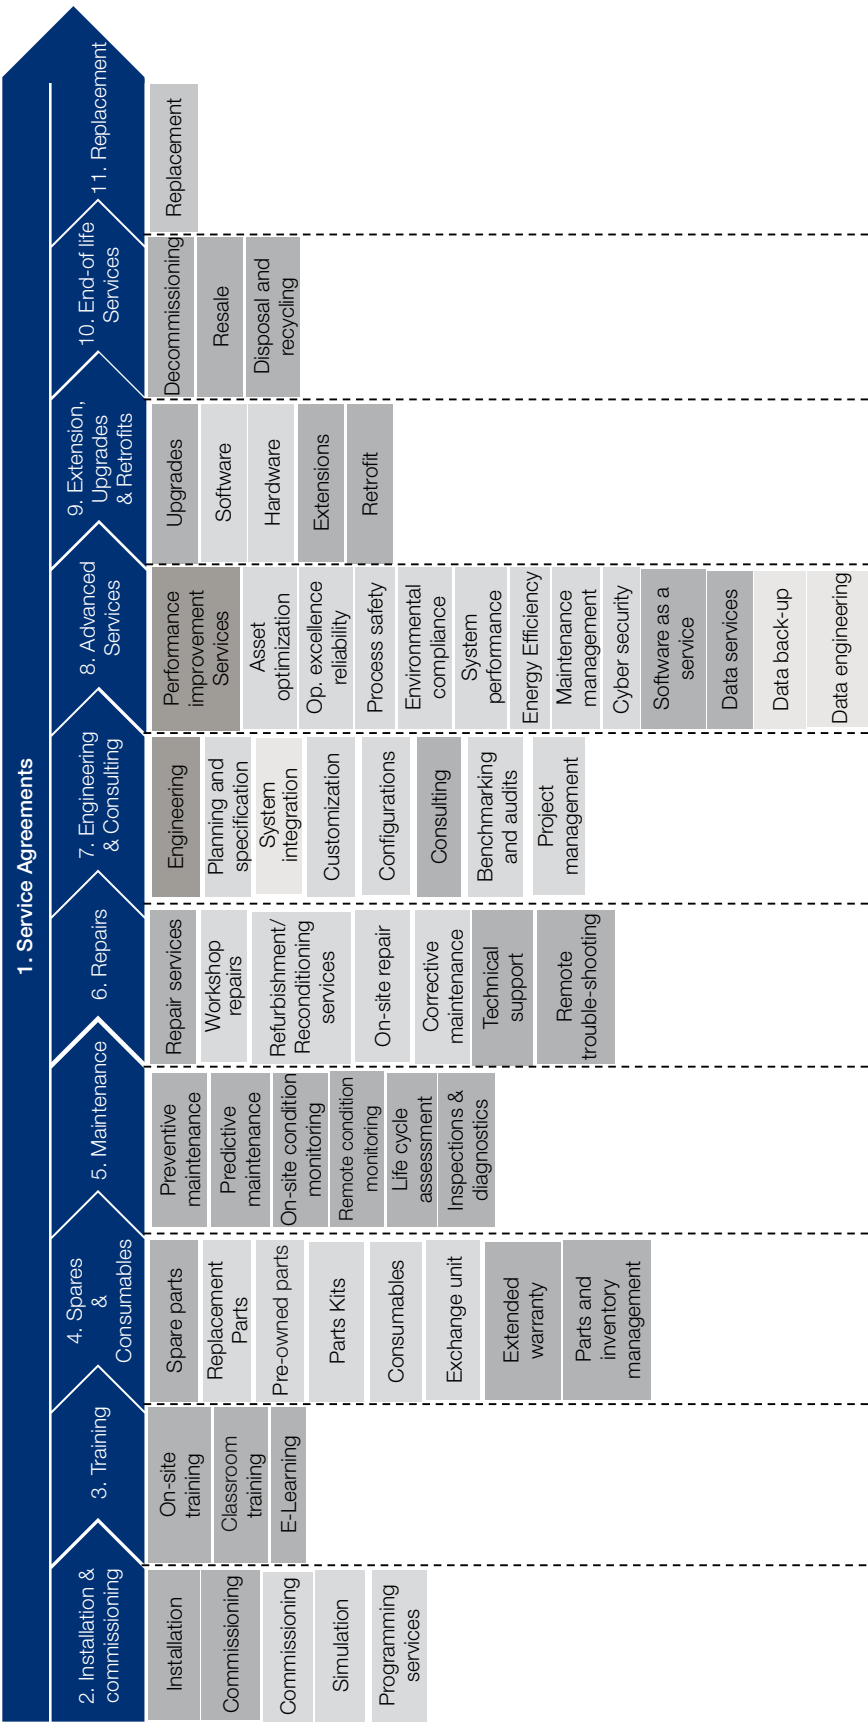 1. Service Agreements
2. Installation &
commissioning
Installation
Commissioning
Commissioning
Simulation
Programming
services
3. Training
On-site
training
Classroom
training
E-Learning
4. Spares
&
Consumables
Spare parts
Replacement
Parts
Pre-owned parts
Parts Kits
Consumables
Exchange unit
Extended
warranty
Parts and
inventory
management
5. Maintenance
Preventive
maintenance
Predictive
maintenance
On-site condition
monitoring
Remote condition
monitoring
Life cycle
assessment
Inspections &
diagnostics
6. Repairs
Repair services
Workshop
repairs
Refurbishment/
Reconditioning
services
On-site repair
Corrective
maintenance
Technical
support
Remote
trouble-shooting
7. Engineering
& Consulting
Engineering
Planning and
specification
System
integration
Customization
Configurations
Consulting
Benchmarking
and audits
Project
management
8. Advanced
Services
Performance
improvement
Services
Asset
optimization
Op. excellence
reliability
Process safety
Environmental
compliance
System
performance
Energy Efficiency
Maintenance
management
Cyber security
Software as a
service
Data services
Data back-up
Data engineering
9. Extension,
Upgrades
& Retrofits
Upgrades
Software
Hardware
Extensions
Retrofit
10. End-of life
Services
Decommissioning
Resale
Disposal and
recycling
11. Replacement
Replacement